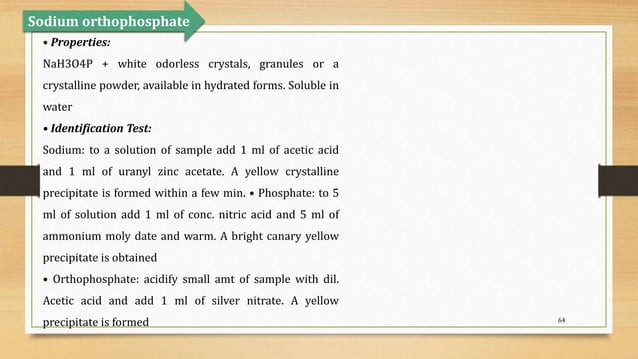 Sodium orthophosphate
• Properties:
NaH3O4P + white odorless crystals, granules or a
crystalline powder, available in hydrated forms. Soluble in
water
• Identification Test:
Sodium: to a solution of sample add 1 ml of acetic acid
and 1 ml of uranyl zinc acetate. A yellow crystalline
precipitate is formed within a few min. • Phosphate: to 5
ml of solution add 1 ml of conc. nitric acid and 5 ml of
ammonium moly date and warm. A bright canary yellow
precipitate is obtained
• Orthophosphate: acidify small amt of sample with dil.
Acetic acid and add 1 ml of silver nitrate. A yellow
precipitate is formed
64